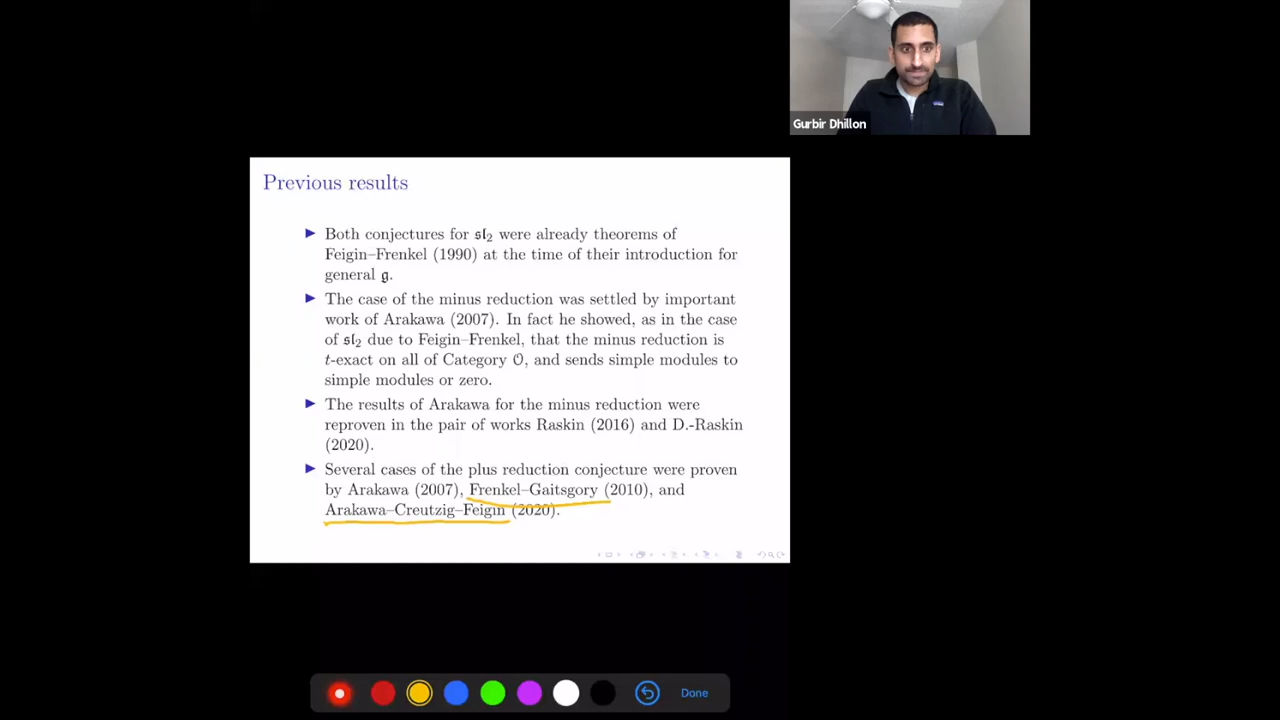 Gurbir Dhillon
Previous results
Both conjectures for 𝔰𝔩₂ were already theorems of
Feigin–Frenkel (1990) at the time of their introduction for
general 𝔤.
The case of the minus reduction was settled by important
work of Arakawa (2007). In fact he showed, as in the case
of 𝔰𝔩₂ due to Feigin–Frenkel, that the minus reduction is
t-exact on all of Category 𝒪, and sends simple modules to
simple modules or zero.
The results of Arakawa for the minus reduction were
reproven in the pair of works Raskin (2016) and D.-Raskin
(2020).
Several cases of the plus reduction conjecture were proven
by Arakawa (2007), Frenkel–Gaitsgory (2010), and
Arakawa–Creutzig–Feigin (2020).
Done